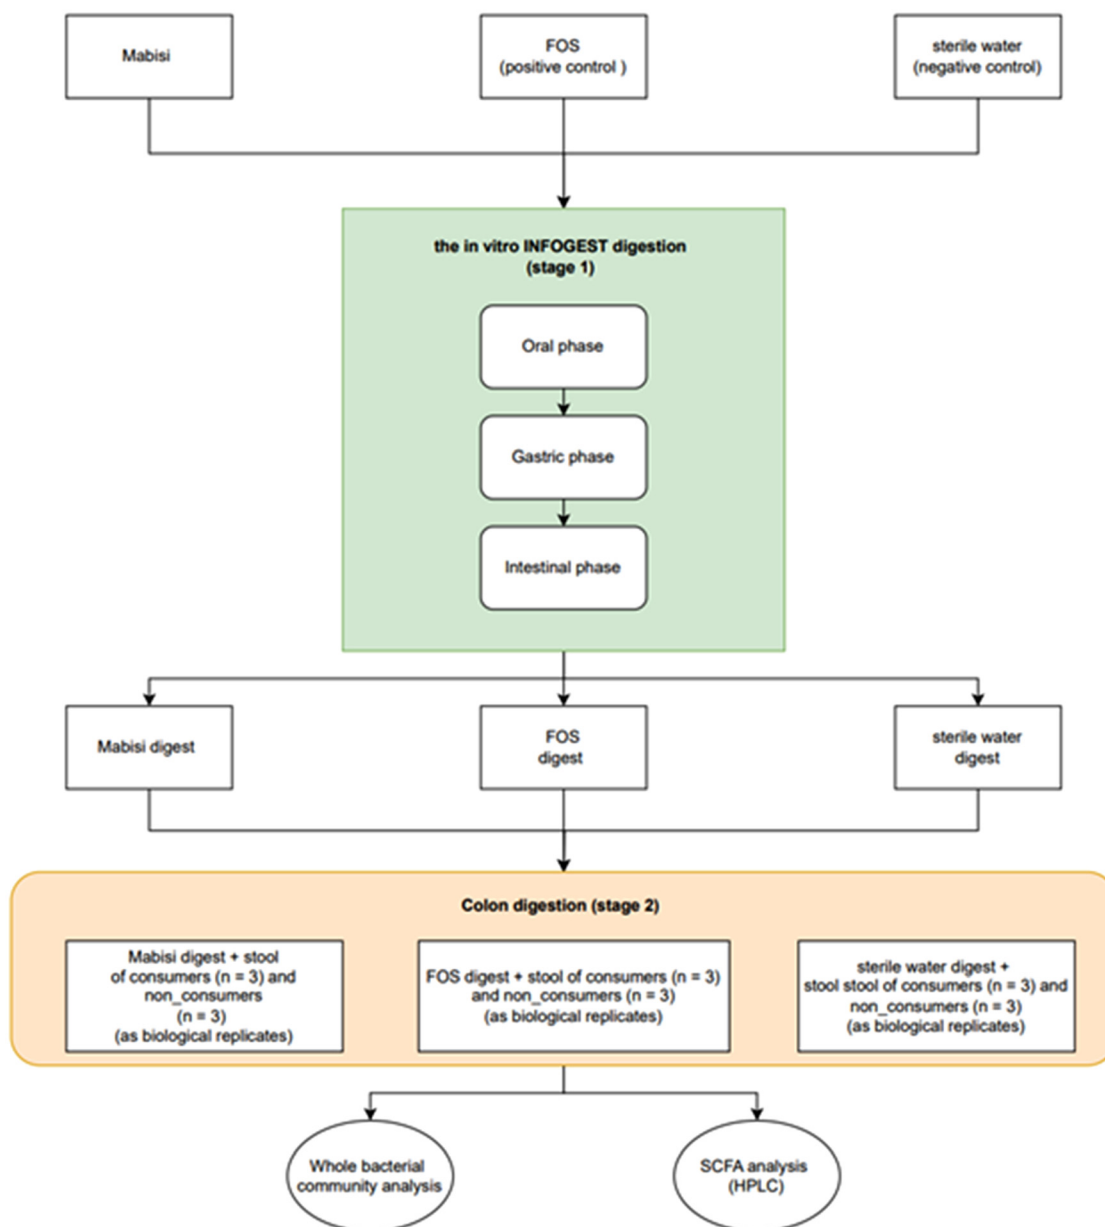 Mabisi
FOS
(positive control )
sterile water
(negative control)
the in vitro INFOGEST digestion
(stage 1)
Oral phase
Gastric phase
Intestinal phase
Mabisi digest
FOS
digest
sterile water
digest
Colon digestion (stage 2)
Mabisi digest + stool
of consumers (n = 3) and
non_consumers
(n = 3)
(as biological replicates)
FOS digest + stool of consumers (n = 3)
and non_consumers (n = 3)
(as biological replicates)
sterile water digest +
stool stool of consumers (n = 3) and
non_consumers (n = 3)
(as biological replicates)
Whole bacterial
community analysis
SCFA analysis
(HPLC)